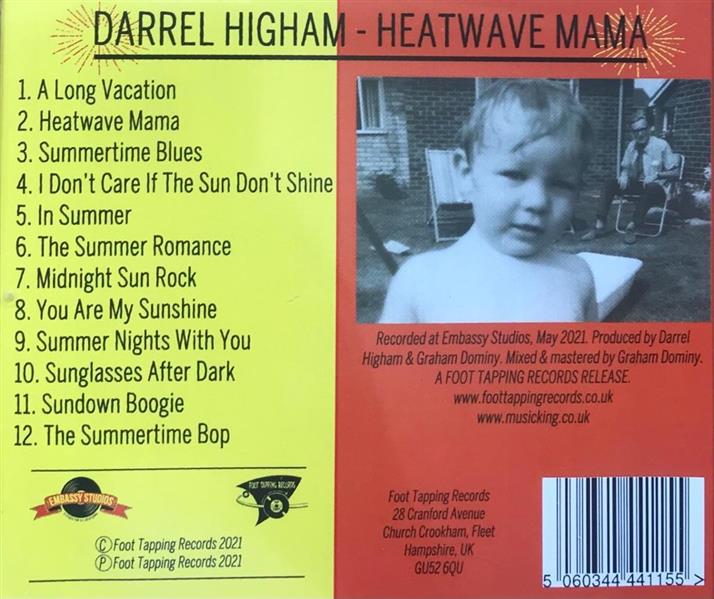 DARREL HIGHAM - HEATWAVE MAMA
1. A Long Vacation
2. Heatwave Mama
3. Summertime Blues
4. I Don't Care If The Sun Don't Shine
5. In Summer
6. The Summer Romance
7. Midnight Sun Rock
8. You Are My Sunshine
9. Summer Nights With You
10. Sunglasses After Dark
11. Sundown Boogie
12. The Summertime Bop
EMBASSY STUDIOS
FOOT TAPPING RECORDS
Ⓒ Foot Tapping Records 2021
Ⓟ Foot Tapping Records 2021
Recorded at Embassy Studios, May 2021. Produced by Darrel
Higham & Graham Dominy. Mixed & mastered by Graham Dominy.
A FOOT TAPPING RECORDS RELEASE.
www.foottappingrecords.co.uk
www.musicking.co.uk
Foot Tapping Records
28 Cranford Avenue
Church Crookham, Fleet
Hampshire, UK
GU52 6QU
5 060344 441155 >